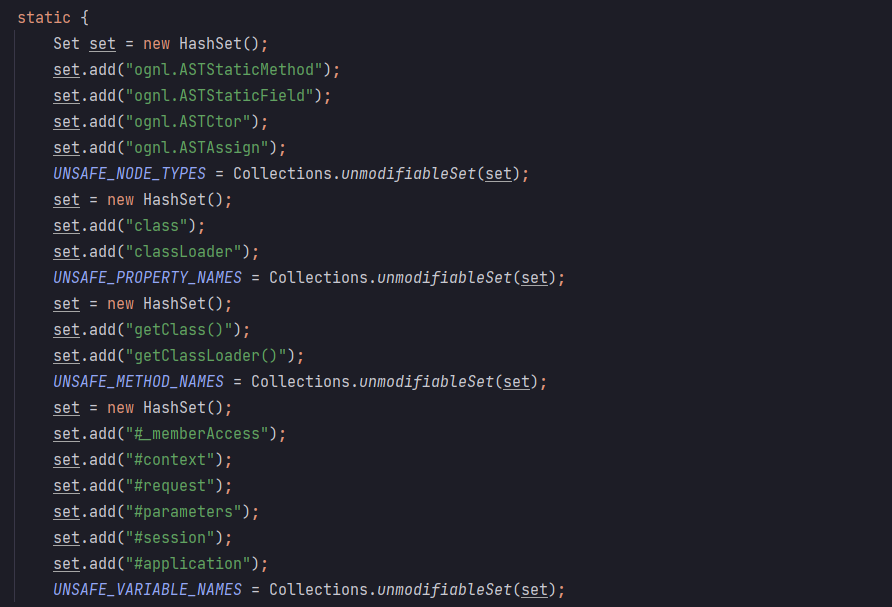 static {
    Set set = new HashSet();
    set.add("ognl.ASTStaticMethod");
    set.add("ognl.ASTStaticField");
    set.add("ognl.ASTCtor");
    set.add("ognl.ASTAssign");
    UNSAFE_NODE_TYPES = Collections.unmodifiableSet(set);
    set = new HashSet();
    set.add("class");
    set.add("classLoader");
    UNSAFE_PROPERTY_NAMES = Collections.unmodifiableSet(set);
    set = new HashSet();
    set.add("getClass()");
    set.add("getClassLoader()");
    UNSAFE_METHOD_NAMES = Collections.unmodifiableSet(set);
    set = new HashSet();
    set.add("#_memberAccess");
    set.add("#context");
    set.add("#request");
    set.add("#parameters");
    set.add("#session");
    set.add("#application");
    UNSAFE_VARIABLE_NAMES = Collections.unmodifiableSet(set);